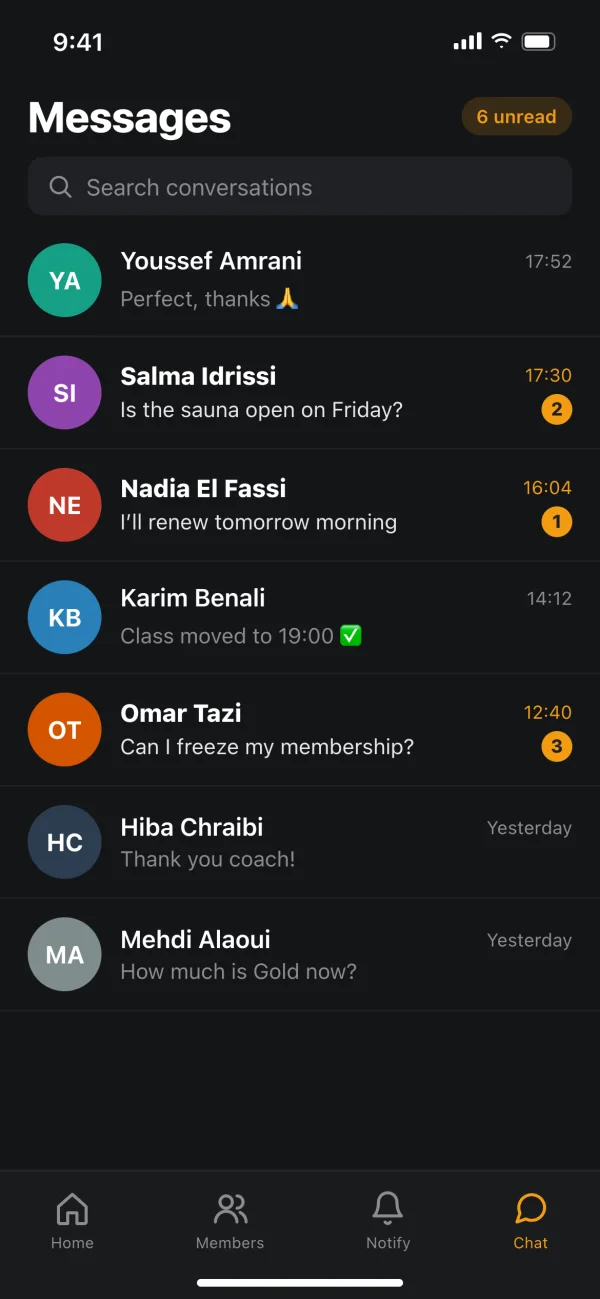 9:41
Messages
6 unread
Search conversations
YA
Youssef Amrani
17:52
Perfect, thanks 🙏
SI
Salma Idrissi
17:30
Is the sauna open on Friday?
2
NE
Nadia El Fassi
16:04
I’ll renew tomorrow morning
1
KB
Karim Benali
14:12
Class moved to 19:00 ✅
OT
Omar Tazi
12:40
Can I freeze my membership?
3
HC
Hiba Chraibi
Yesterday
Thank you coach!
MA
Mehdi Alaoui
Yesterday
How much is Gold now?
Home
Members
Notify
Chat